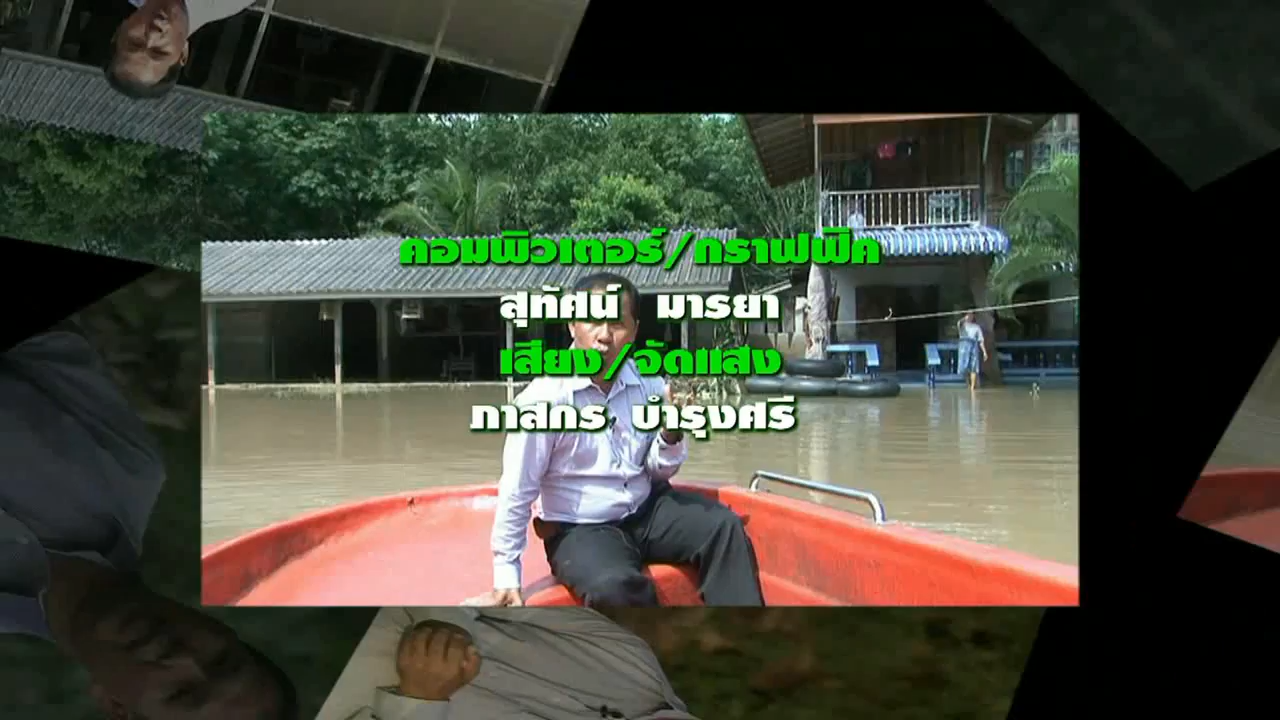 คอมพิวเตอร์/กราฟฟิค
สุทัศน์ มารยา
เสียง/จัดแสง
ภาสกร บำรุงศรี